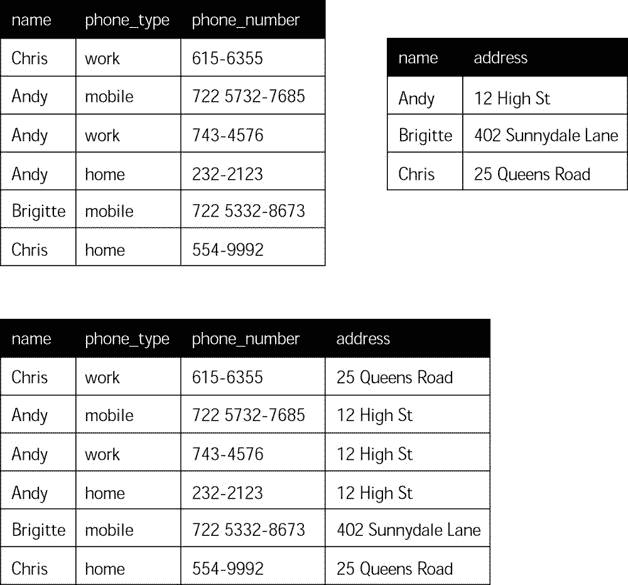 name phone_type phone_number
Chris work 615-6355
Andy mobile 722 5732-7685
Andy work 743-4576
Andy home 232-2123
Brigitte mobile 722 5332-8673
Chris home 554-9992
name address
Andy 12 High St
Brigitte 402 Sunnydale Lane
Chris 25 Queens Road
name phone_type phone_number address
Chris work 615-6355 25 Queens Road
Andy mobile 722 5732-7685 12 High St
Andy work 743-4576 12 High St
Andy home 232-2123 12 High St
Brigitte mobile 722 5332-8673 402 Sunnydale Lane
Chris home 554-9992 25 Queens Road